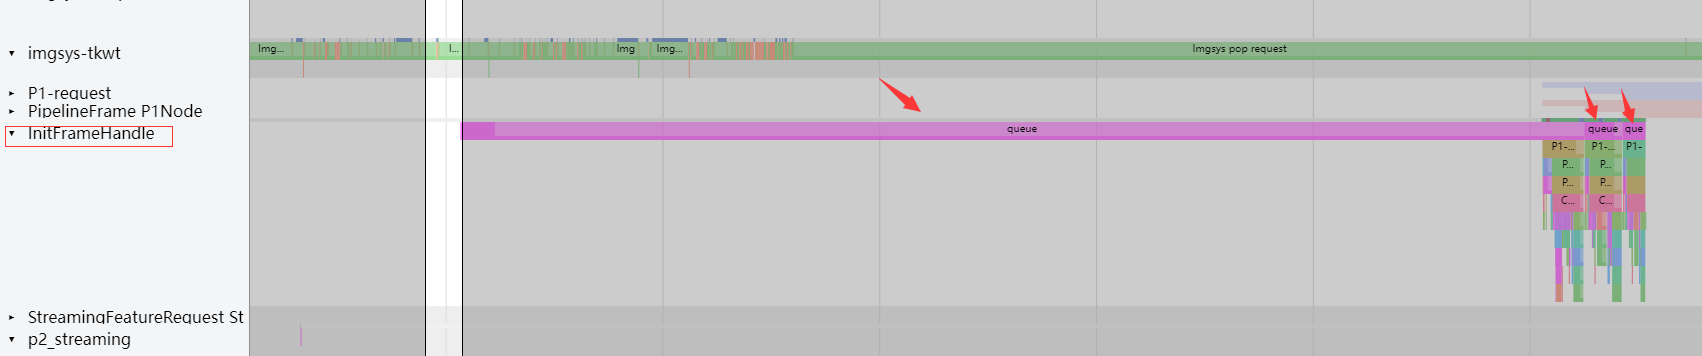 imgsys-tkwt
Img... I... Img Img... Imgsys pop request
P1-request
PipelineFrame P1Node
InitFrameHandle
queue queue que
P1-... P1-... P1-
P... P...
P... P...
C... C...
StreamingFeatureRequest St
p2_streaming